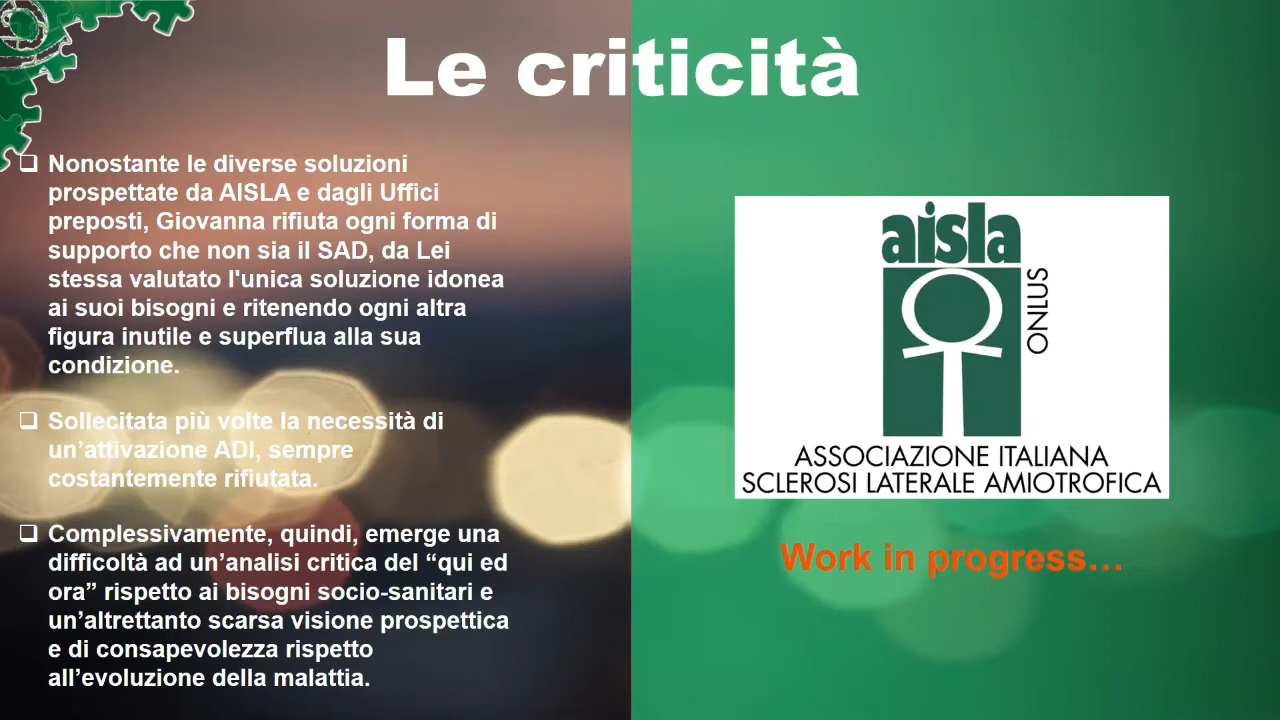 Le criticità
❑ Nonostante le diverse soluzioni
prospettate da AISLA e dagli Uffici
preposti, Giovanna rifiuta ogni forma di
supporto che non sia il SAD, da Lei
stessa valutato l'unica soluzione idonea
ai suoi bisogni e ritenendo ogni altra
figura inutile e superflua alla sua
condizione.
❑ Sollecitata più volte la necessità di
un’attivazione ADI, sempre
costantemente rifiutata.
❑ Complessivamente, quindi, emerge una
difficoltà ad un’analisi critica del “qui ed
ora” rispetto ai bisogni socio-sanitari e
un’altrettanto scarsa visione prospettica
e di consapevolezza rispetto
all’evoluzione della malattia.
aisla
ONLUS
ASSOCIAZIONE ITALIANA
SCLEROSI LATERALE AMIOTROFICA
Work in progress…